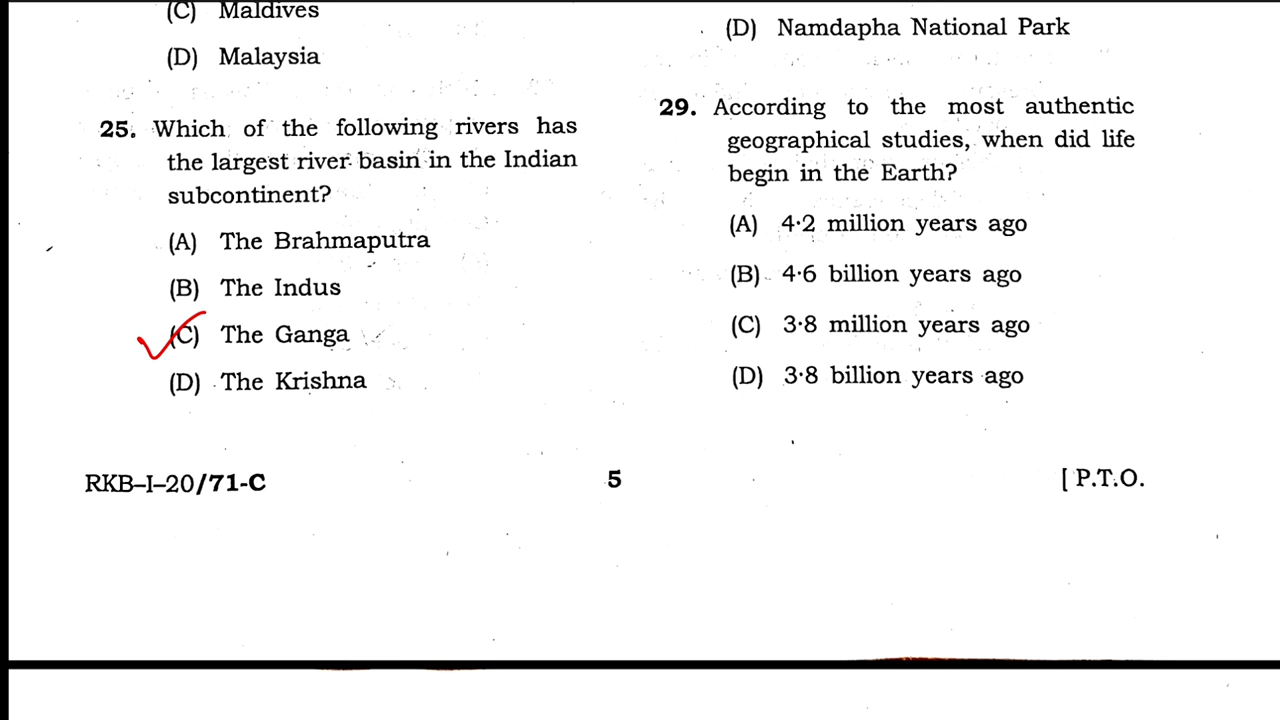 (C) Maldives
(D) Malaysia
25. Which of the following rivers has
the largest river basin in the Indian
subcontinent?
(A) The Brahmaputra
(B) The Indus
(C) The Ganga
(D) The Krishna
(D) Namdapha National Park
29. According to the most authentic
geographical studies, when did life
begin in the Earth?
(A) 4·2 million years ago
(B) 4·6 billion years ago
(C) 3·8 million years ago
(D) 3·8 billion years ago
RKB–I–20/71-C
5
[ P.T.O.